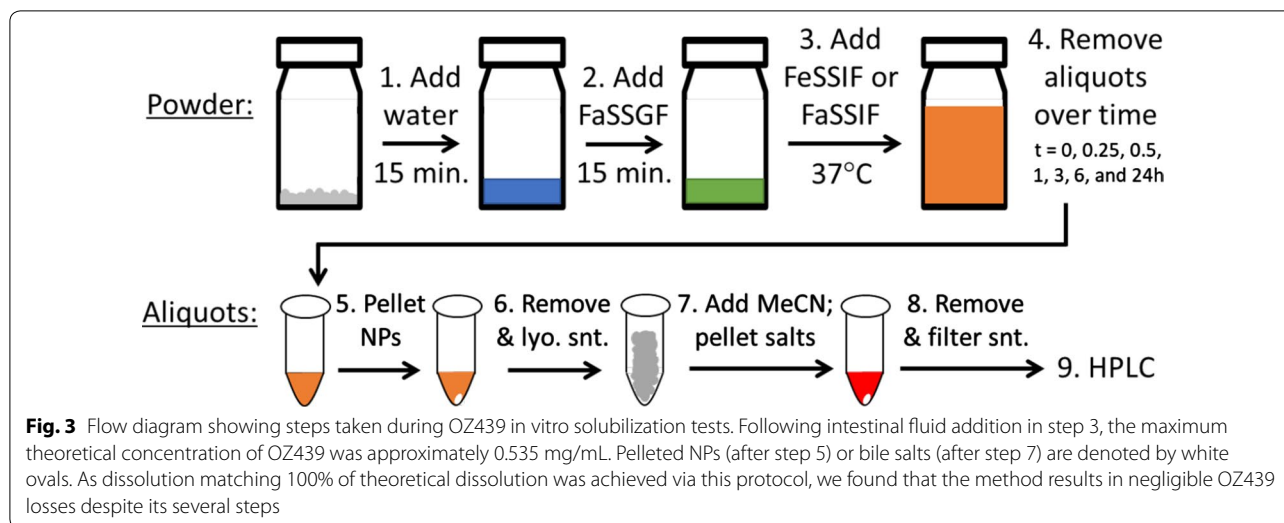 Powder:
1. Add
water
15 min.
2. Add
FaSSGF
15 min.
3. Add
FeSSIF or
FaSSIF
37°C
4. Remove
aliquots
over time
t = 0, 0.25, 0.5,
1, 3, 6, and 24h
Aliquots:
5. Pellet
NPs
6. Remove
& lyo. snt.
7. Add MeCN;
pellet salts
8. Remove
& filter snt.
9. HPLC
Fig. 3 Flow diagram showing steps taken during OZ439 in vitro solubilization tests. Following intestinal fluid addition in step 3, the maximum
theoretical concentration of OZ439 was approximately 0.535 mg/mL. Pelleted NPs (after step 5) or bile salts (after step 7) are denoted by white
ovals. As dissolution matching 100% of theoretical dissolution was achieved via this protocol, we found that the method results in negligible OZ439
losses despite its several steps